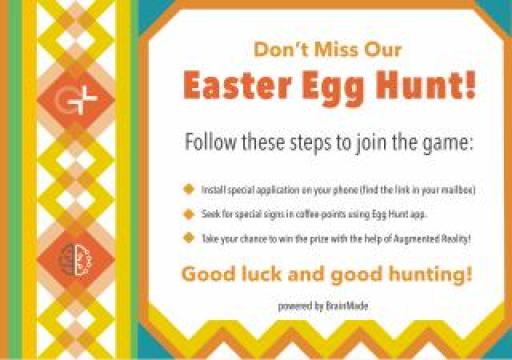 Don't Miss Our
Easter Egg Hunt!
Follow these steps to join the game:
Install special application on your phone (find the link in your mailbox)
Seek for special signs in coffee-points using Egg Hunt app.
Take your chance to win the prize with the help of Augmented Reality!
Good luck and good hunting!
powered by BrainMade